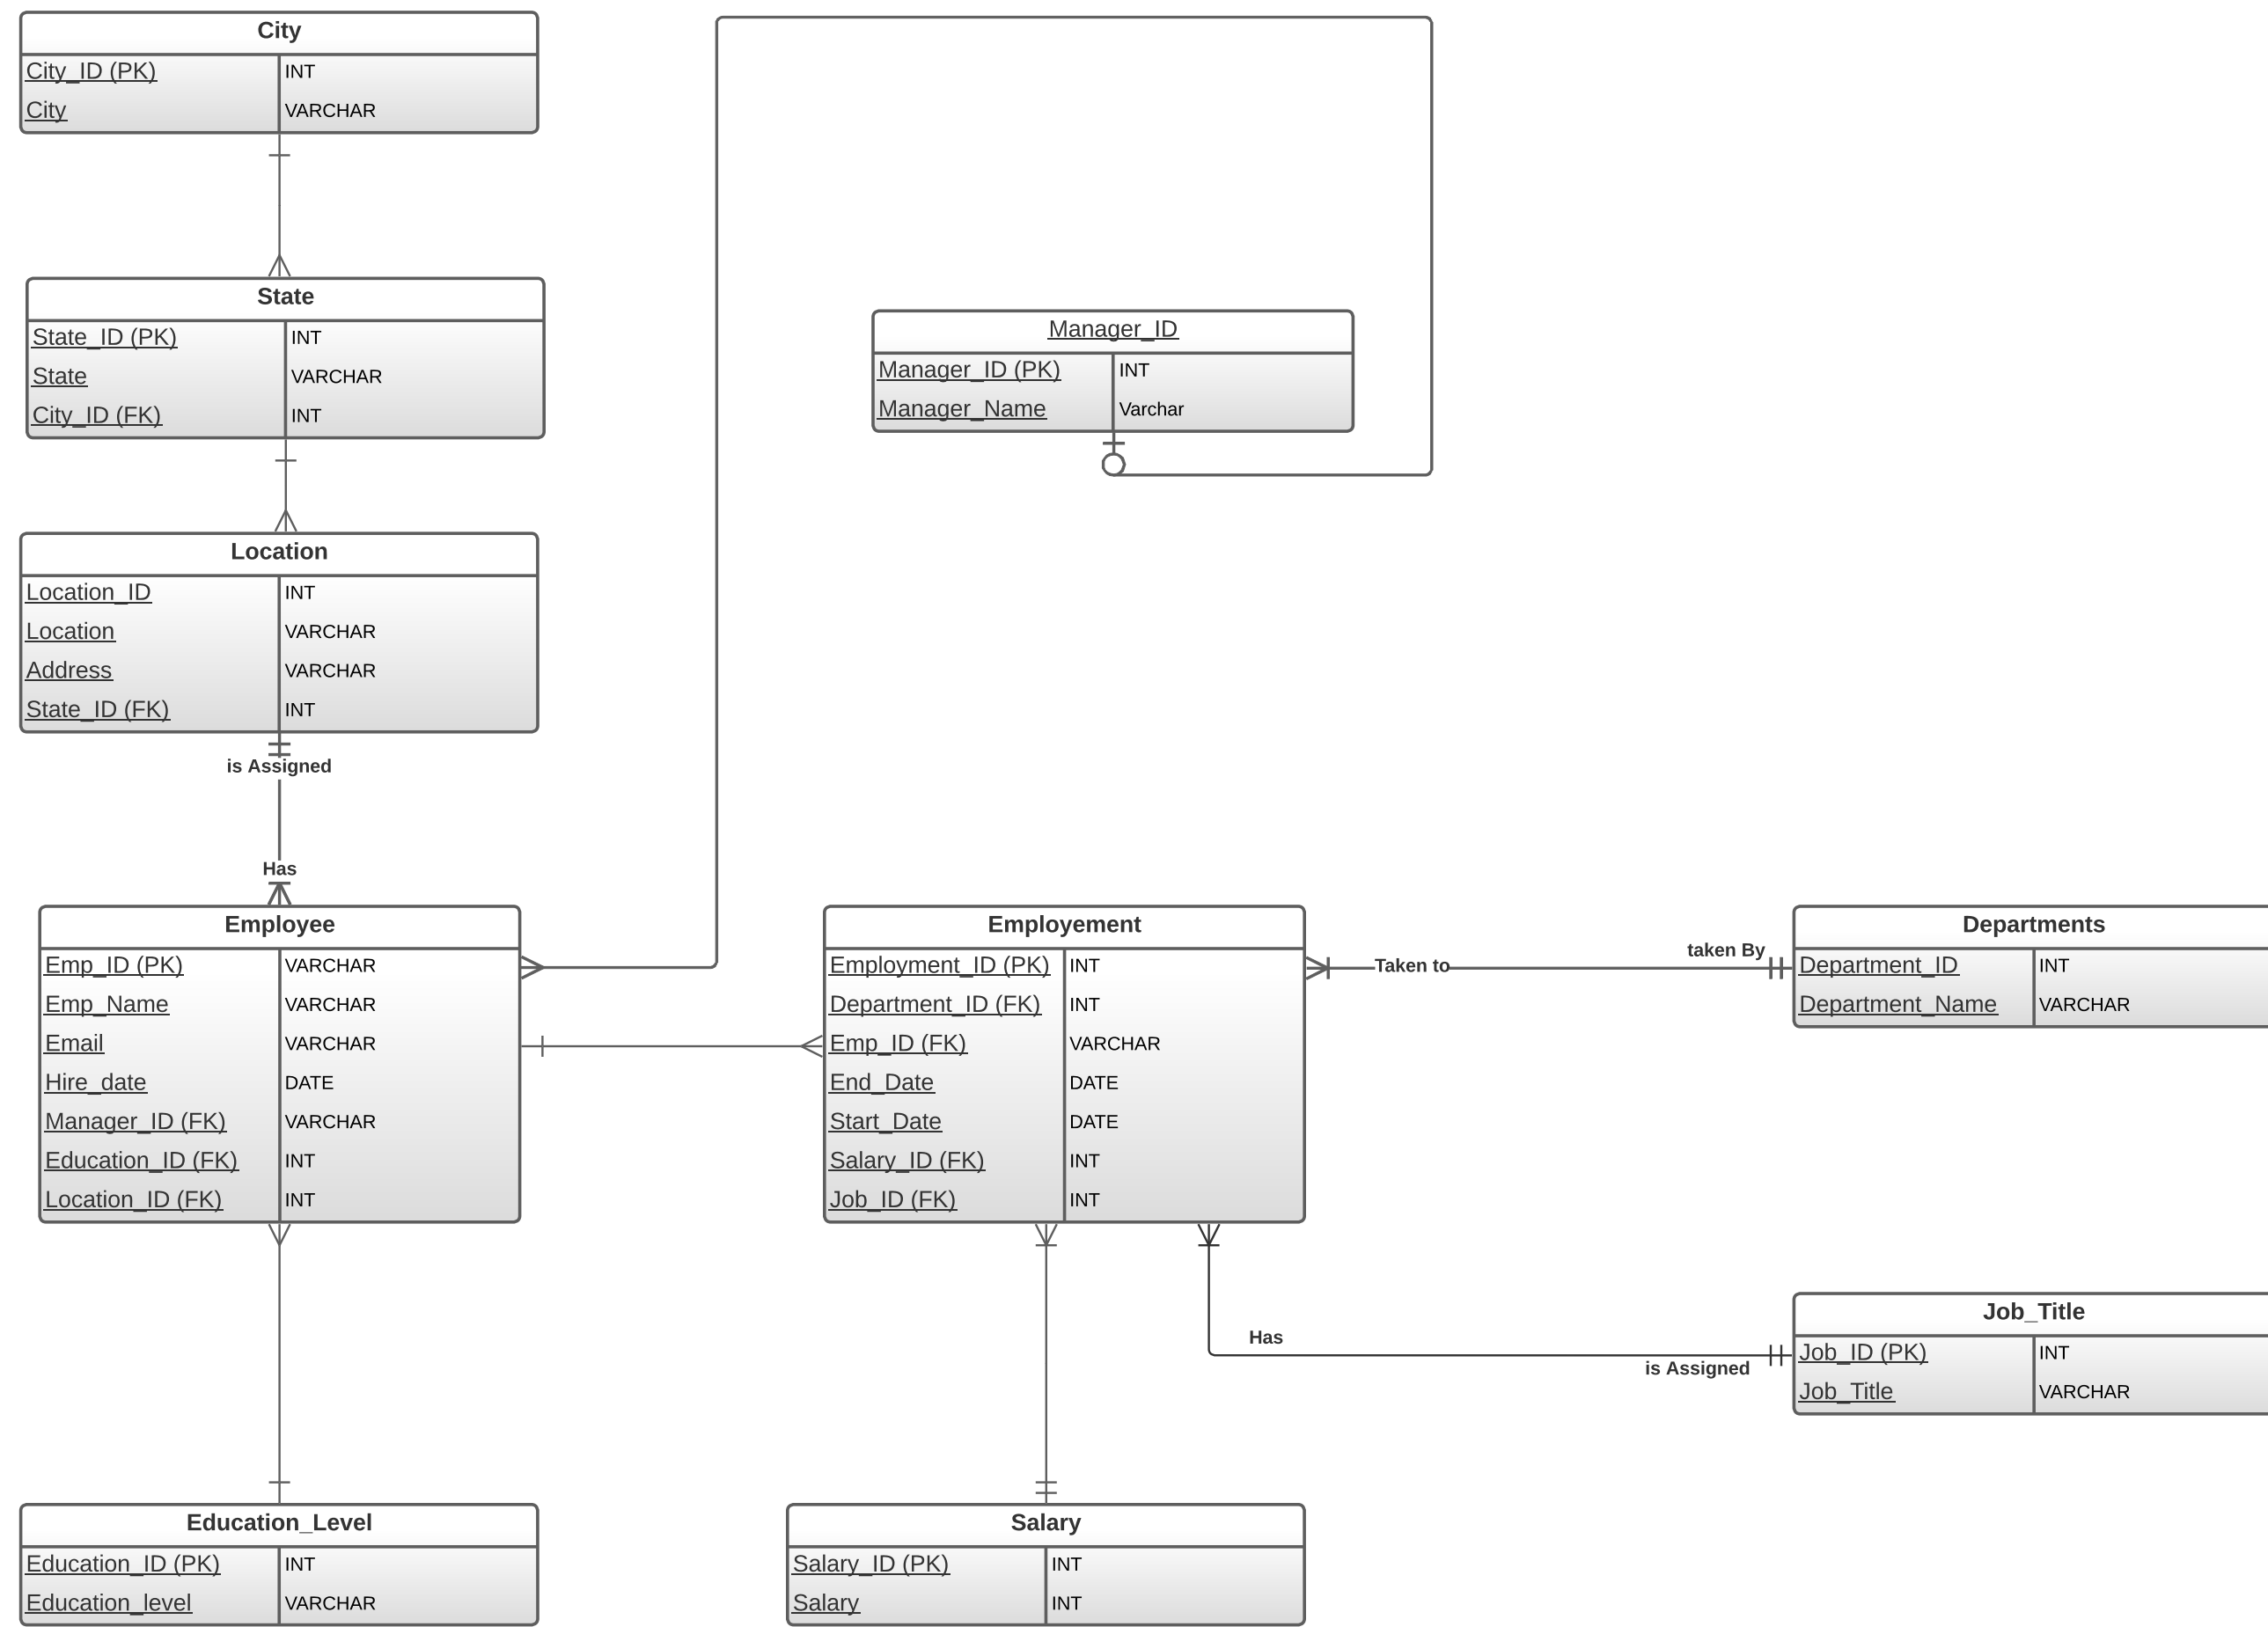 City
City_ID (PK) INT
City VARCHAR
State
State_ID (PK) INT
State VARCHAR
City_ID (FK) INT
Manager_ID
Manager_ID (PK) INT
Manager_Name Varchar
Location
Location_ID INT
Location VARCHAR
Address VARCHAR
State_ID (FK) INT
is Assigned
Has
Employee
Emp_ID (PK) VARCHAR
Emp_Name VARCHAR
Email VARCHAR
Hire_date DATE
Manager_ID (FK) VARCHAR
Education_ID (FK) INT
Location_ID (FK) INT
Employement
Employment_ID (PK) INT
Department_ID (FK) INT
Emp_ID (FK) VARCHAR
End_Date DATE
Start_Date DATE
Salary_ID (FK) INT
Job_ID (FK) INT
Taken to
taken By
Departments
Department_ID INT
Department_Name VARCHAR
Has
is Assigned
Job_Title
Job_ID (PK) INT
Job_Title VARCHAR
Education_Level
Education_ID (PK) INT
Education_level VARCHAR
Salary
Salary_ID (PK) INT
Salary INT